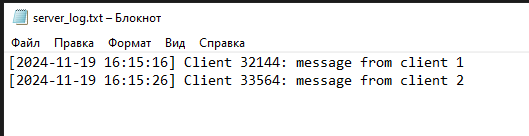 server_log.txt – Блокнот
Файл Правка Формат Вид Справка
[2024-11-19 16:15:16] Client 32144: message from client 1
[2024-11-19 16:15:26] Client 33564: message from client 2